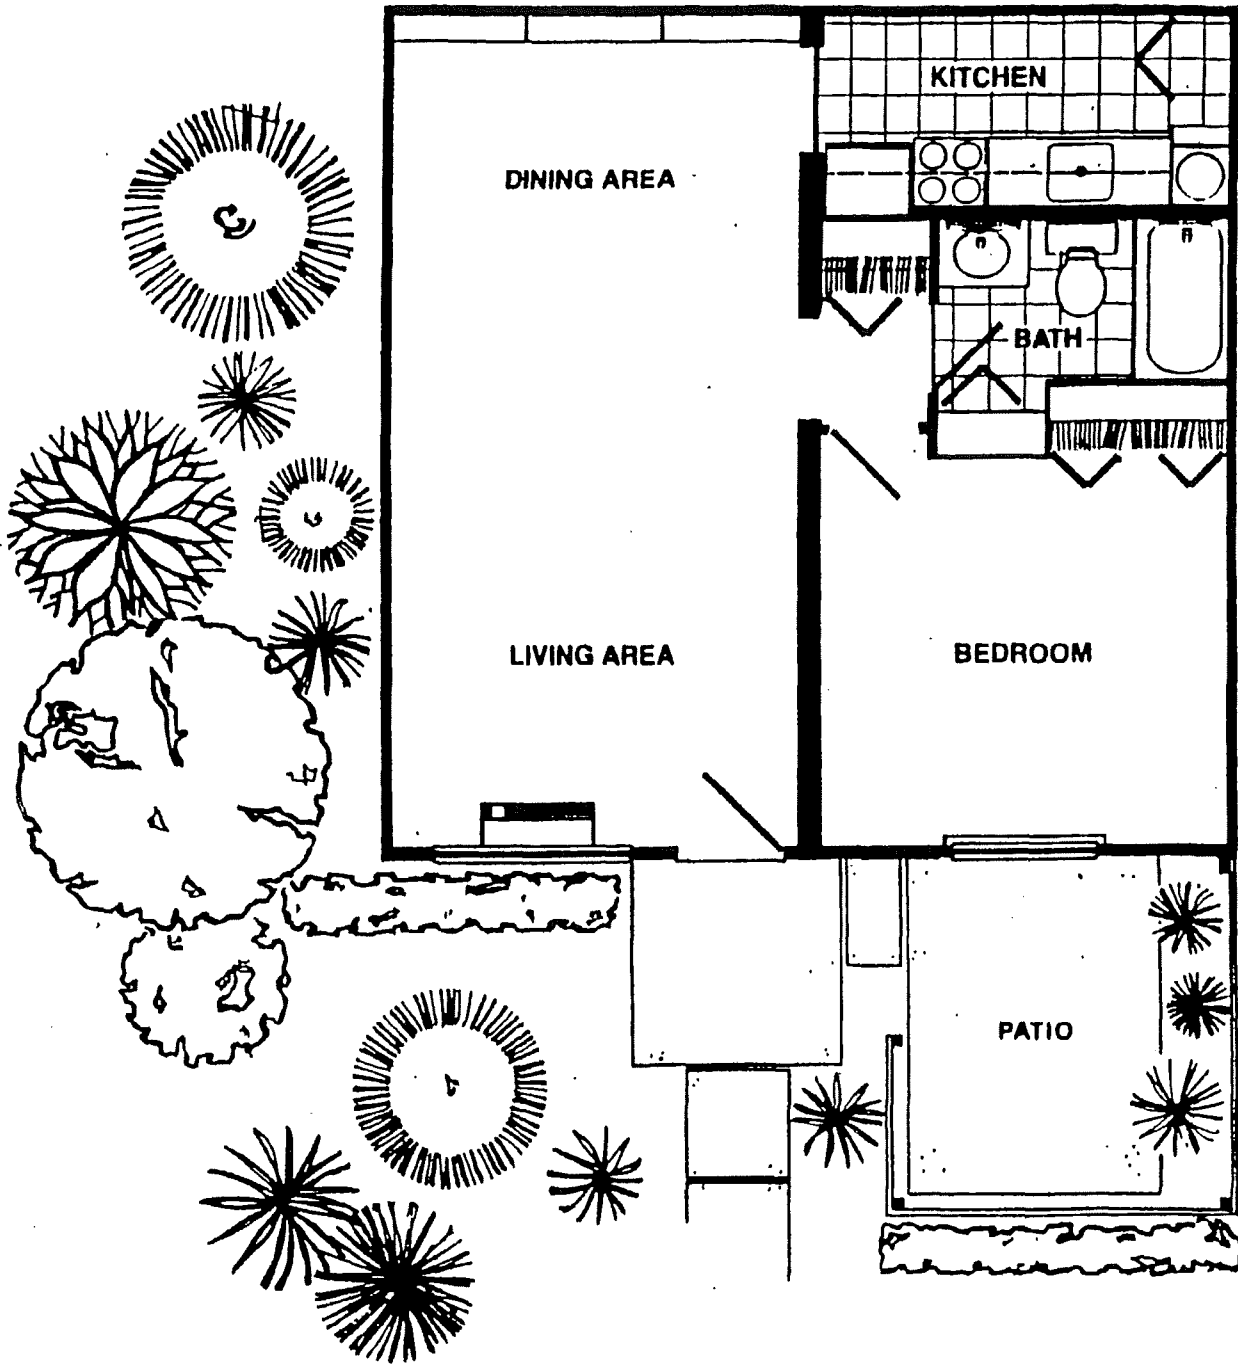 KITCHEN
DINING AREA
BATH
LIVING AREA
BEDROOM
PATIO